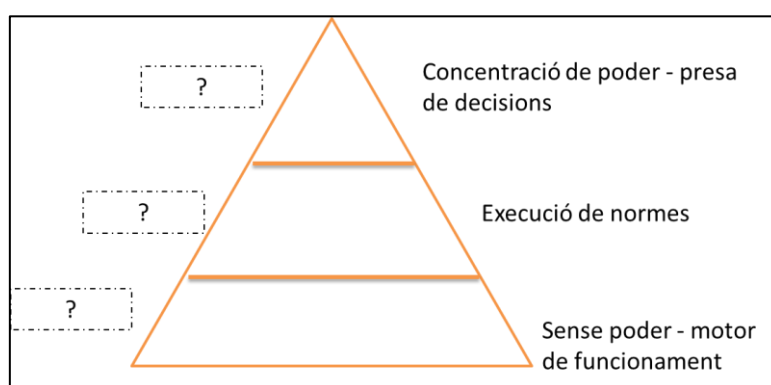 ?
Concentració de poder - presa
de decisions
?
Execució de normes
?
Sense poder - motor
de funcionament